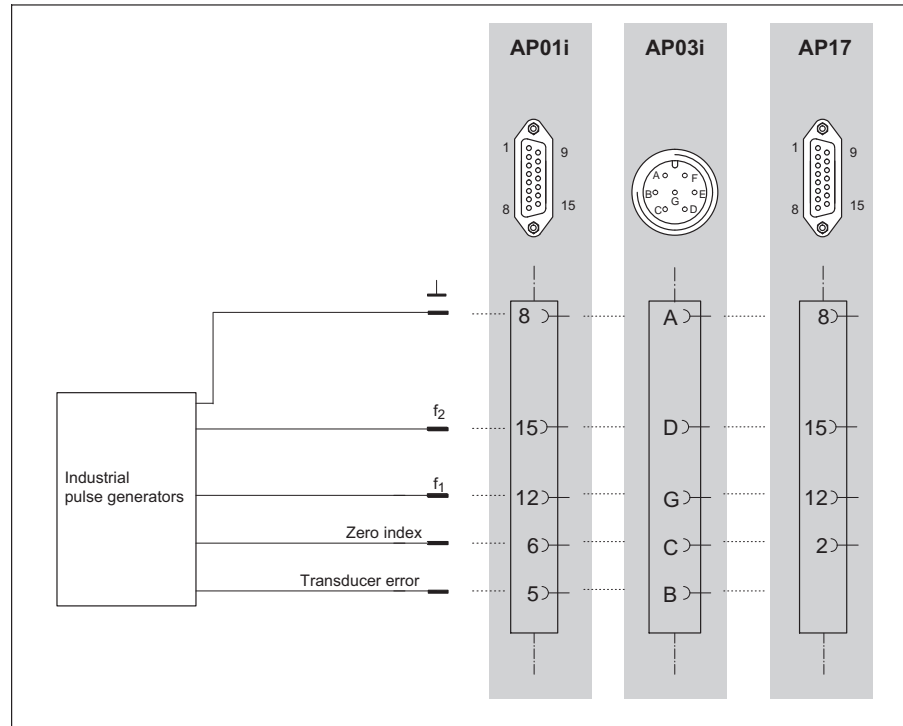 AP01i AP03i AP17
1 9 8 15
A F B E G C D
1 9 8 15
8 A 8
f2 15 D 15
Industrial
pulse generators
f1 12 G 12
Zero index 6 C 2
Transducer error 5 B